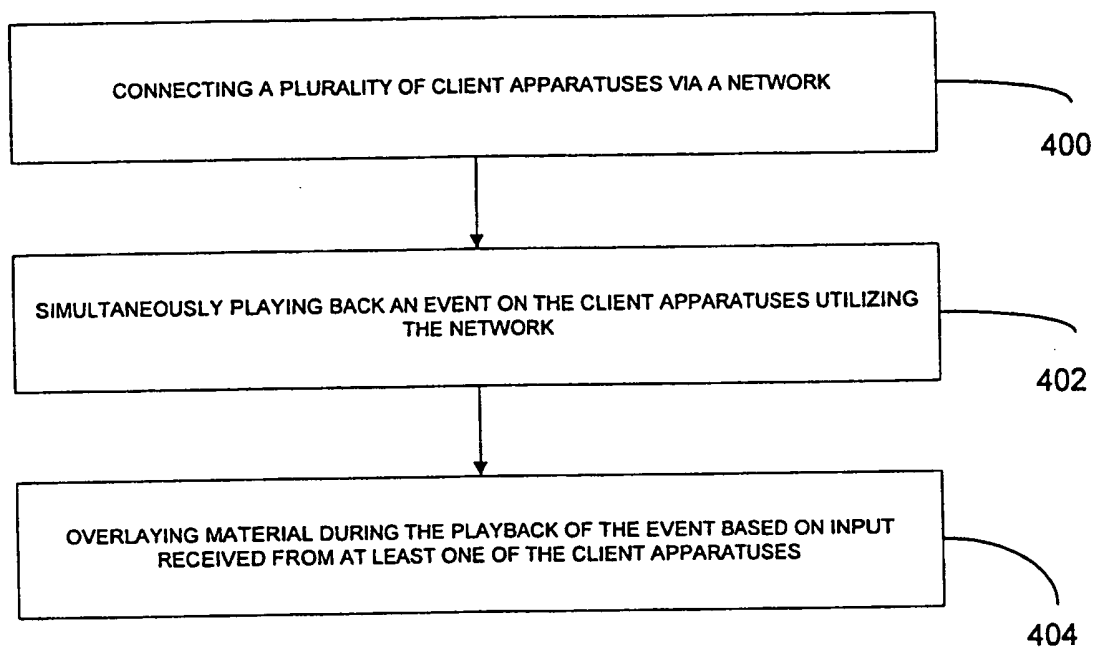 CONNECTING A PLURALITY OF CLIENT APPARATUSES VIA A NETWORK
400
SIMULTANEOUSLY PLAYING BACK AN EVENT ON THE CLIENT APPARATUSES UTILIZING
THE NETWORK
402
OVERLAYING MATERIAL DURING THE PLAYBACK OF THE EVENT BASED ON INPUT
RECEIVED FROM AT LEAST ONE OF THE CLIENT APPARATUSES
404